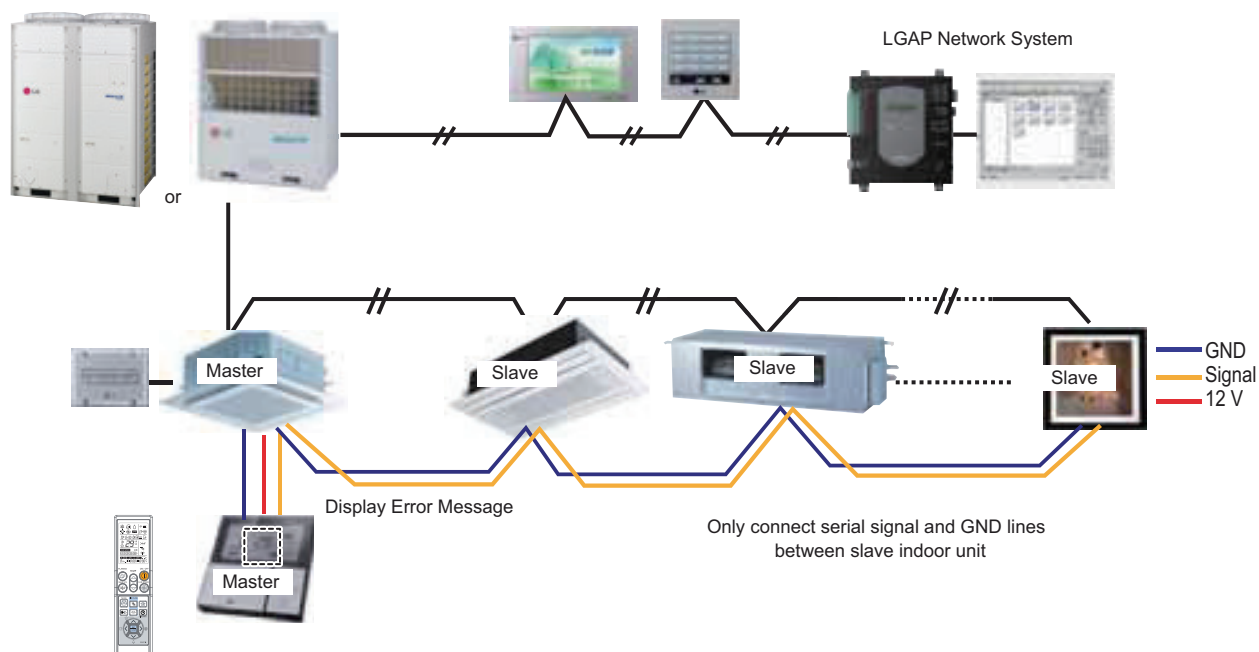 LGAP Network System
or
Master
Slave
Slave
Slave
GND
Signal
12 V
Display Error Message
Only connect serial signal and GND lines
between slave indoor unit
Master